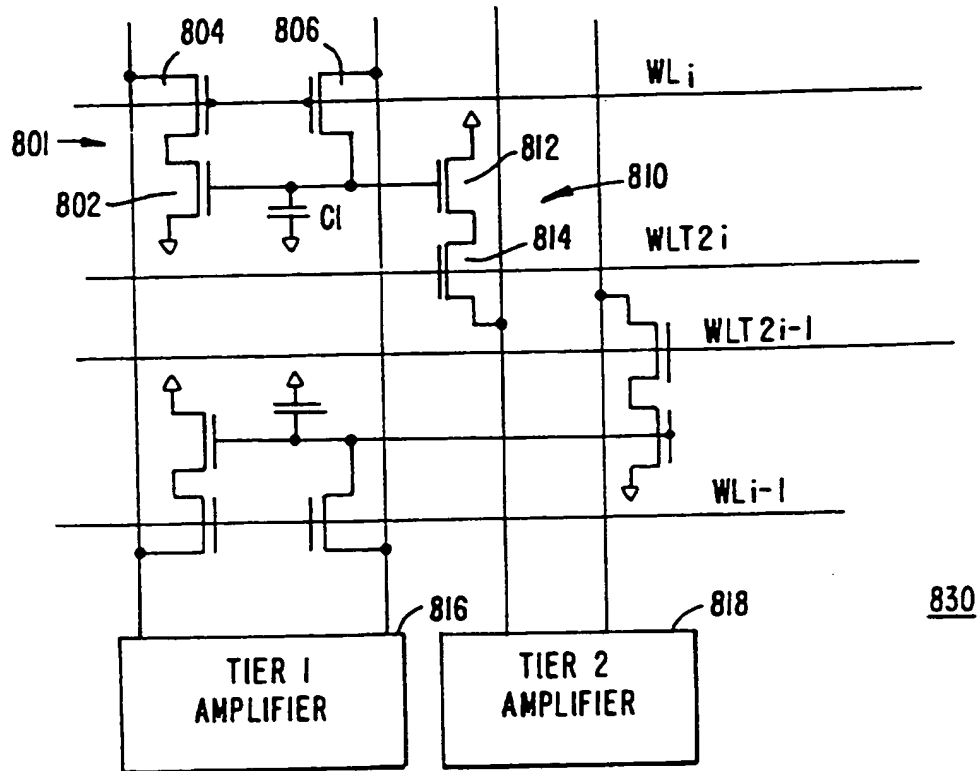 804
806
WLi
801
812
802
C1
810
814
WLT2i
WLT2i-1
WLi-1
816
818
830
TIER 1
AMPLIFIER
TIER 2
AMPLIFIER